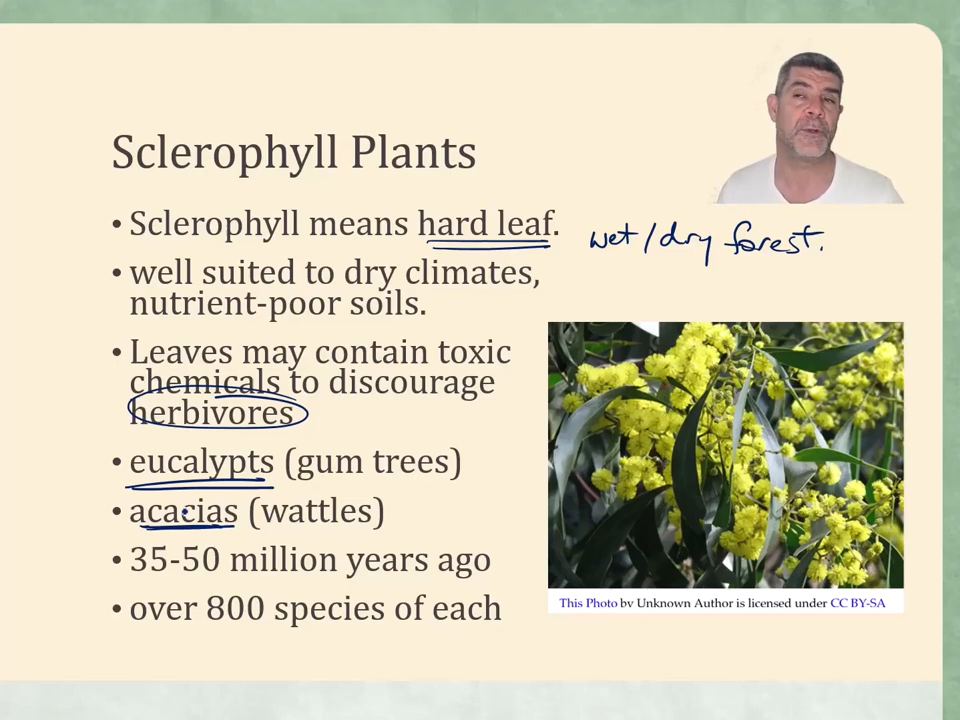 Sclerophyll Plants
• Sclerophyll means hard leaf.
wet/dry forest.
• well suited to dry climates,
nutrient-poor soils.
• Leaves may contain toxic
chemicals to discourage
herbivores
• eucalypts (gum trees)
• acacias (wattles)
• 35-50 million years ago
• over 800 species of each
This Photo by Unknown Author is licensed under CC BY-SA